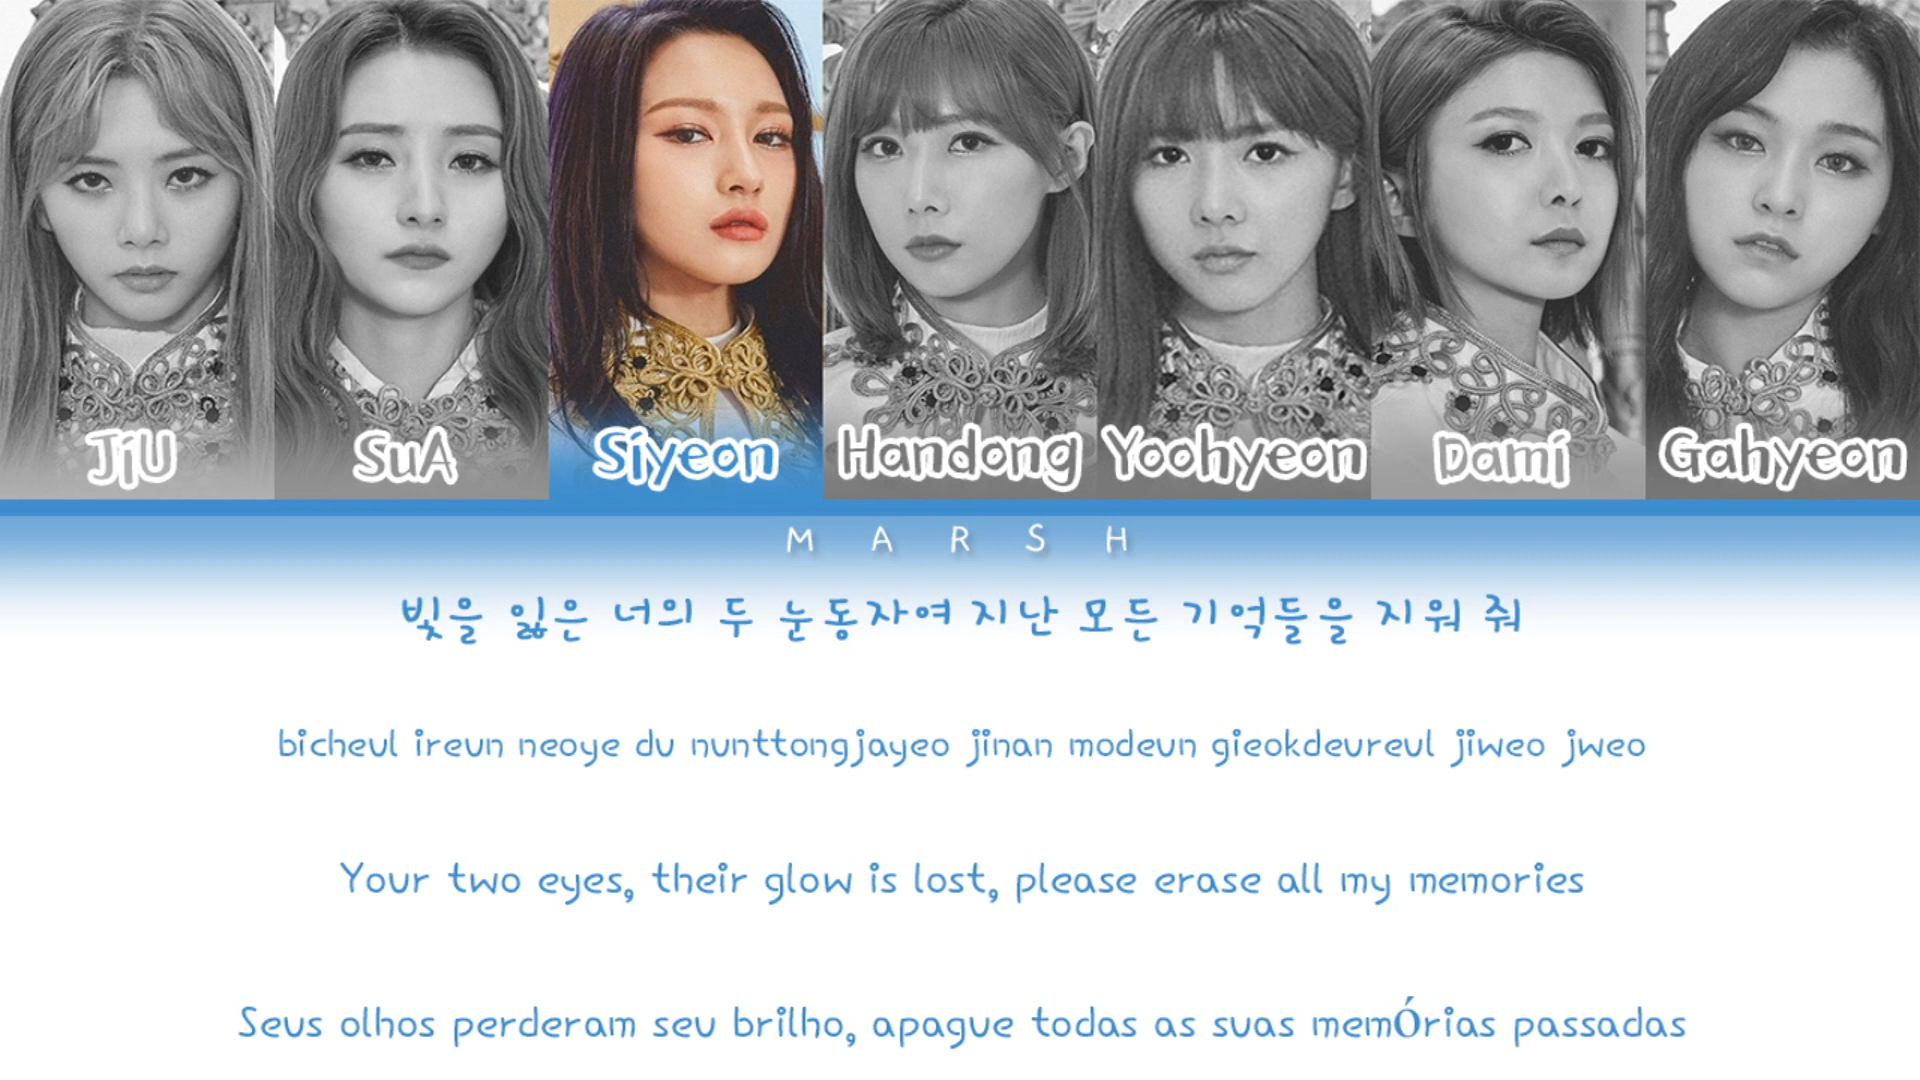 JiU SuA Siyeon Handong Yoohyeon Dami Gahyeon
M A R S H
빛을 잃은 너의 두 눈동자여 지난 모든 기억들을 지워 줘
bicheul ireun neoye du nunttongjayeo jinan modeun gieokdeureul jiweo jweo
Your two eyes, their glow is lost, please erase all my memories
Seus olhos perderam seu brilho, apague todas as suas memÓrias passadas